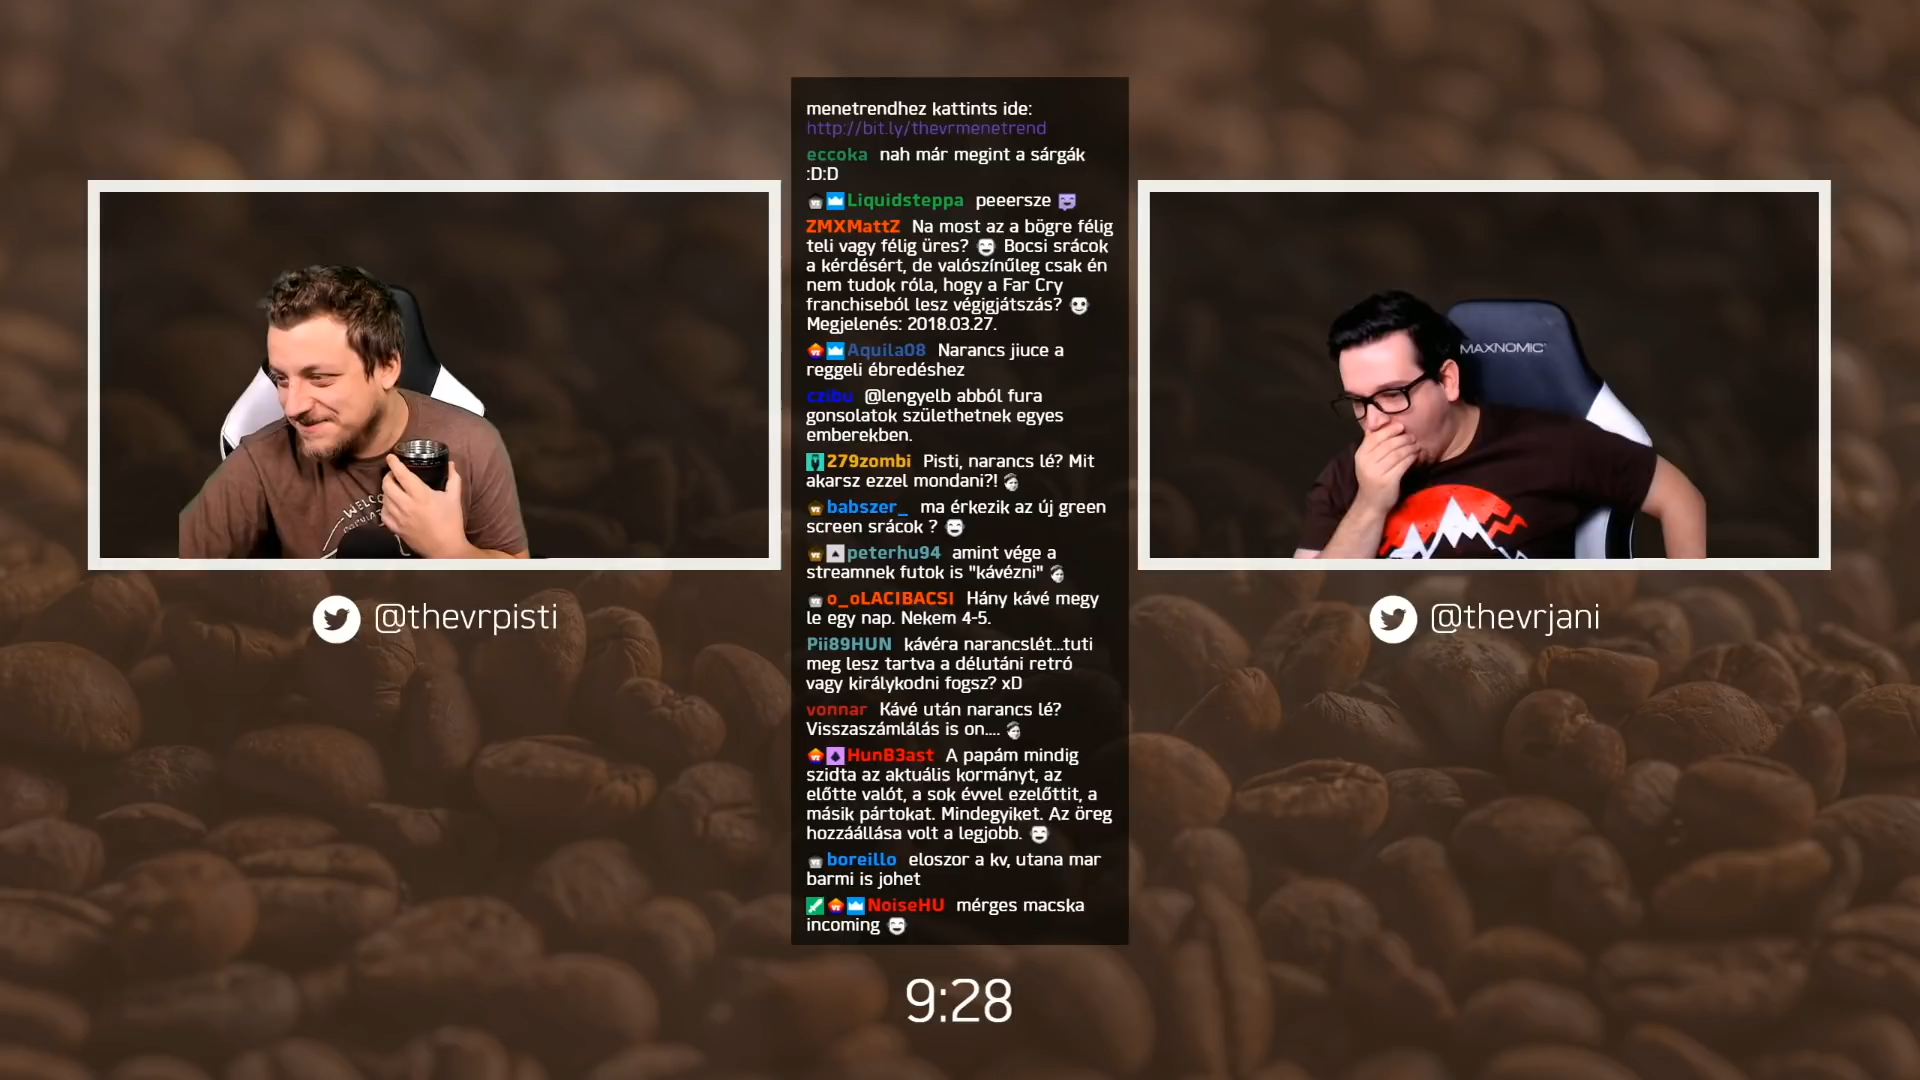 menetrendhez kattints ide:
http://bit.ly/thevrmenetrend
eccoka nah már megint a sárgák
:D:D
Liquidsteppa peeersze
ZMXMattZ Na most az a bögre félig
teli vagy félig üres? Bocsi srácok
a kérdésért, de valószínűleg csak én
nem tudok róla, hogy a Far Cry
franchiseból lesz végigjátszás?
Megjelenés: 2018.03.27.
Aquila08 Narancs jiuce a
reggeli ébredéshez
czibu @lengyelb abból fura
gonsolatok születhetnek egyes
emberekben.
279zombi Pisti, narancs lé? Mit
akarsz ezzel mondani?!
babszer_ ma érkezik az új green
screen srácok ?
peterhu94 amint vége a
streamnek futok is "kávézni"
o_oLACIBACSI Hány kávé megy
le egy nap. Nekem 4-5.
Pii89HUN kávéra narancslét...tuti
meg lesz tartva a délutáni retró
vagy királykodni fogsz? xD
vonnar Kávé után narancs lé?
Visszaszámlálás is on....
HunB3ast A papám mindig
szidta az aktuális kormányt, az
előtte valót, a sok évvel ezelőttit, a
másik pártokat. Mindegyiket. Az öreg
hozzáállása volt a legjobb.
boreillo eloszor a kv, utana mar
barmi is johet
NoiseHU mérges macska
incoming
WELCO
@thevrpisti
MAXNOMIC
@thevrjani
9:28